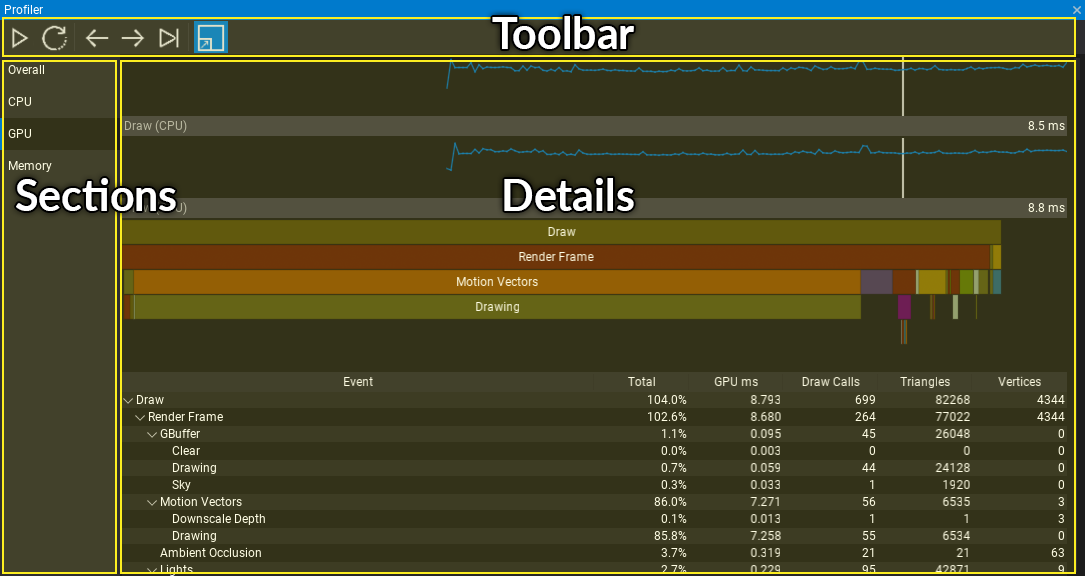 Profiler
Toolbar
Overall
CPU
GPU
Memory
Sections
Details
Draw (CPU)
8.5 ms
8.8 ms
Draw
Render Frame
Motion Vectors
Drawing
Event Total GPU ms Draw Calls Triangles Vertices
Draw 104.0% 8.793 699 82268 4344
Render Frame 102.6% 8.680 264 77022 4344
GBuffer 1.1% 0.095 45 26048 0
Clear 0.0% 0.003 0 0 0
Drawing 0.7% 0.059 44 24128 0
Sky 0.3% 0.033 1 1920 0
Motion Vectors 86.0% 7.271 56 6535 3
Downscale Depth 0.1% 0.013 1 1 3
Drawing 85.8% 7.258 55 6534 0
Ambient Occlusion 3.7% 0.319 21 21 63
Lights 2.7% 0.229 95 42871 9